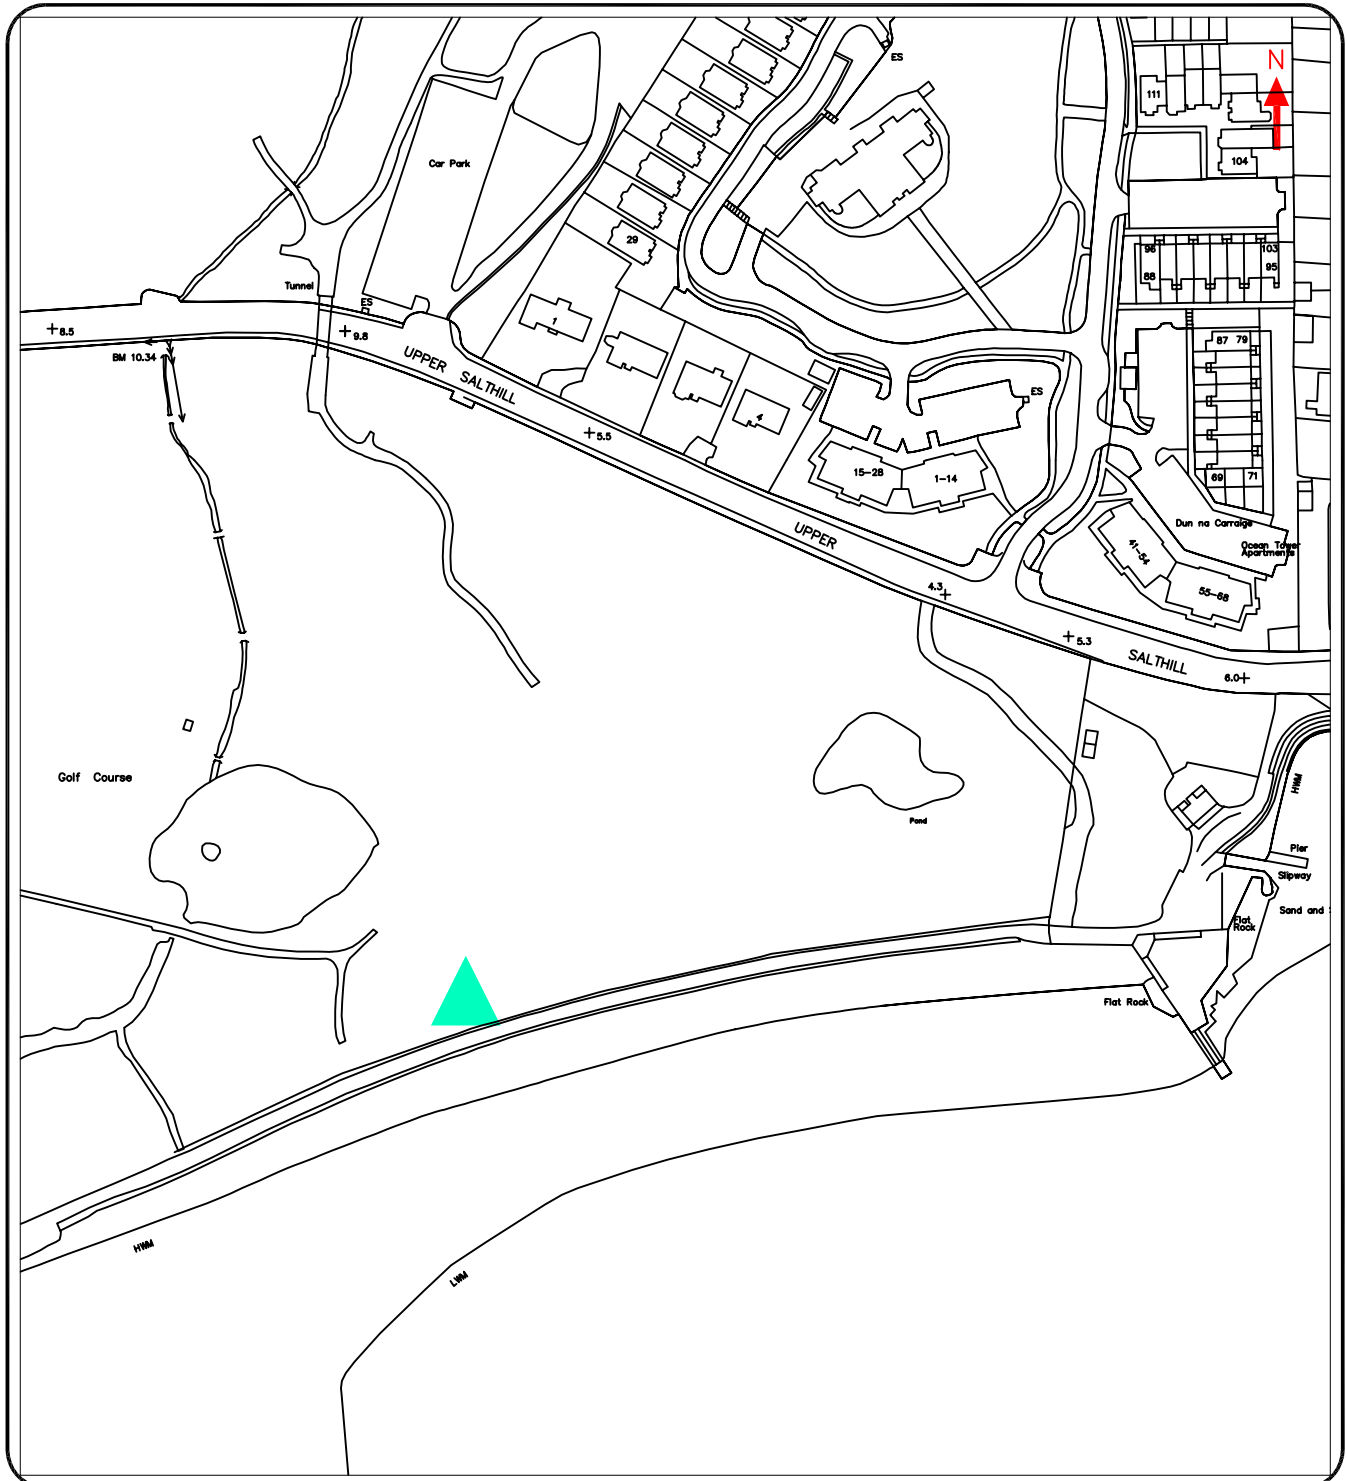 ES
N
111
104
Car Park
29
96
103
88
95
Tunnel
ES
8.5
9.8
BM 10.34
1
87 79
UPPER SALTHILL
ES
4
5.5
15-28
1-14
69
71
Dun na Carraige
UPPER
41-54
Ocean Tower
Apartments
4.3
55-68
5.3
SALTHILL
6.0
Golf Course
HWM
Pond
Pier
Slipway
Sand and
Flat
Rock
Flat Rock
HWM
LWM